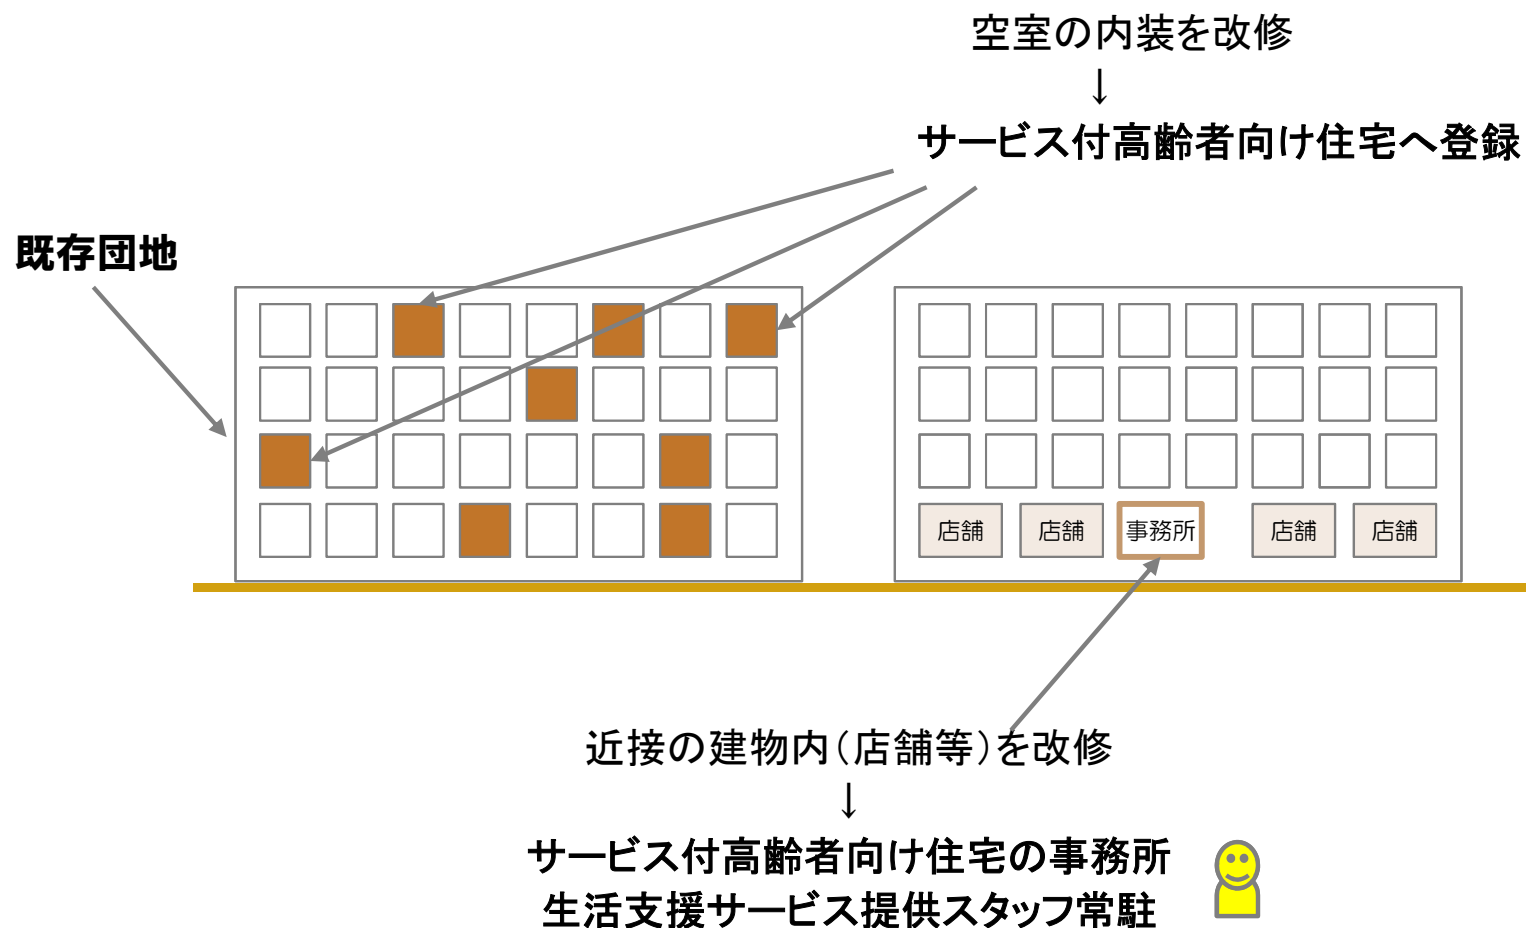 空室の内装を改修
↓
サービス付高齢者向け住宅へ登録
既存団地
店舗
店舗
事務所
店舗
店舗
近接の建物内（店舗等）を改修
↓
サービス付高齢者向け住宅の事務所
生活支援サービス提供スタッフ常駐